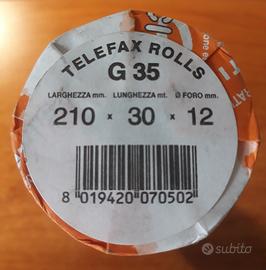 TELEFAX ROLLS
G 35
LARGHEZZA mm. LUNGHEZZA mt. Ø FORO mm.
210 × 30 × 12
8 019420 070502
subito